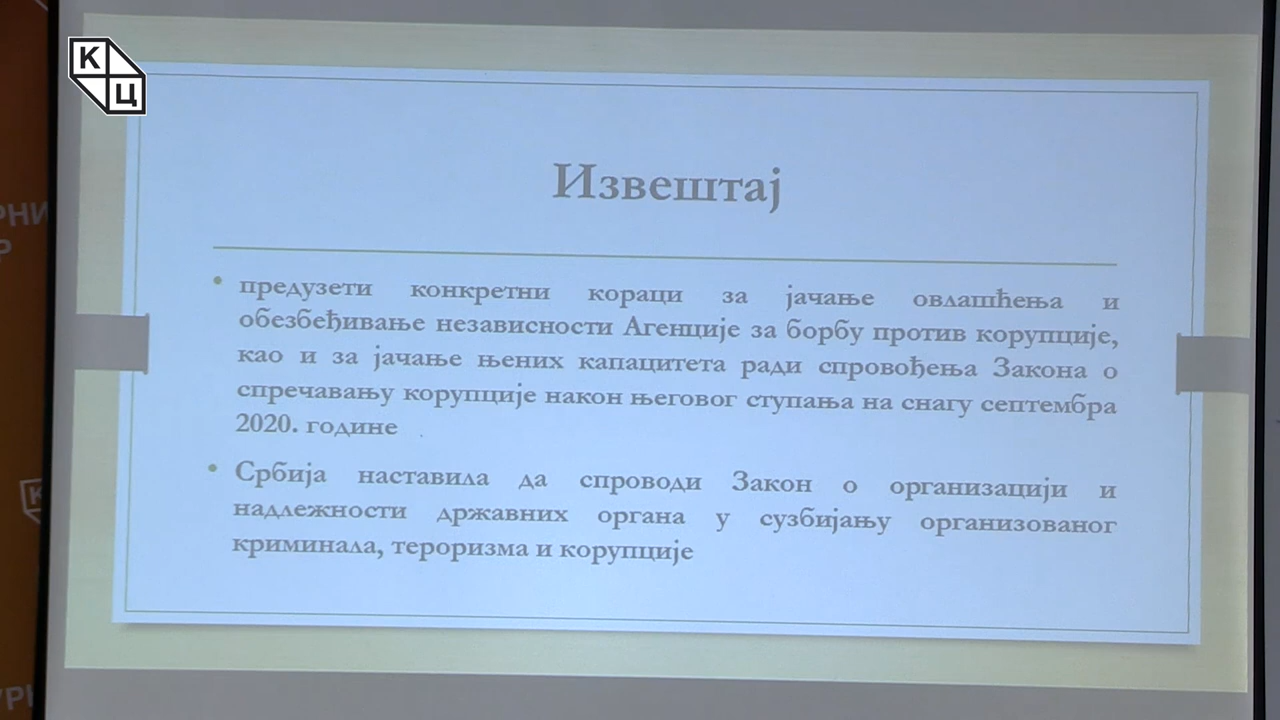 К
Ц
Извештај
• предузети конкретни кораци за јачање овлашћења и
обезбеђивање независности Агенције за борбу против корупције,
као и за јачање њених капацитета ради спровођења Закона о
спречавању корупције након његовог ступања на снагу септембра
2020. године
• Србија наставила да спроводи Закон о организацији и
надлежности државних органа у сузбијању организованог
криминала, тероризма и корупције